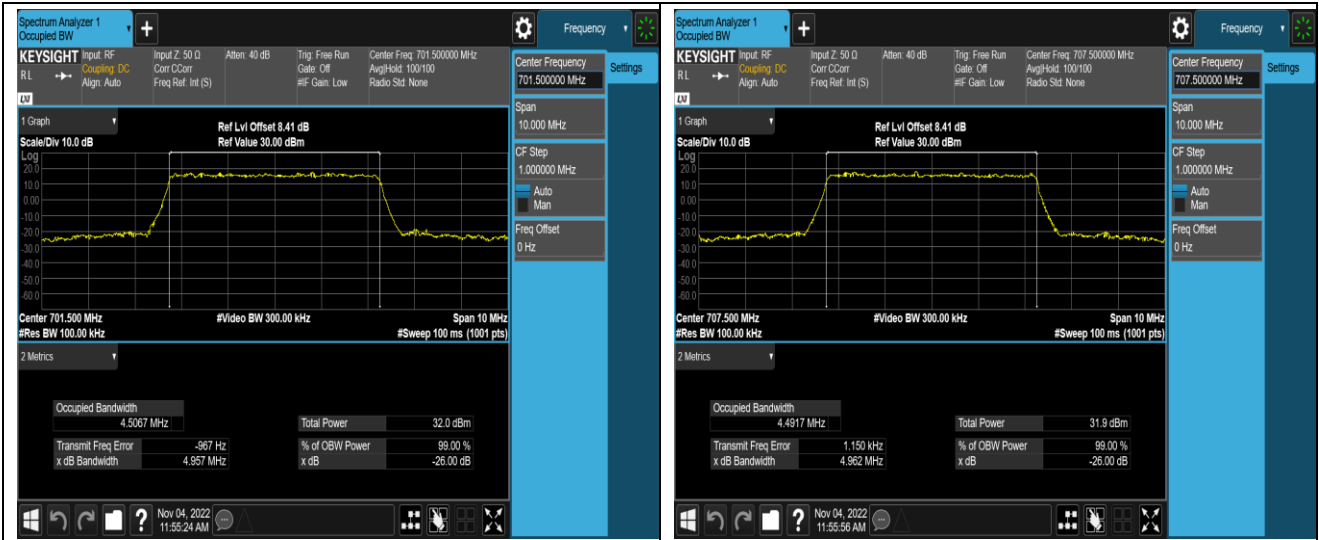 Spectrum Analyzer 1
Occupied BW
Frequency
KEYSIGHT
Input: RF
Coupling: DC
Align: Auto
Input Z: 50 Ω
Corr CCorr
Freq Ref: Int (S)
Atten: 40 dB
Trig: Free Run
Gate: Off
#IF Gain: Low
Center Freq: 701.500000 MHz
Avg|Hold: 100/100
Radio Std: None
RL
LXI
Center Frequency
701.500000 MHz
Settings
Span
10.000 MHz
CF Step
1.000000 MHz
Auto
Man
Freq Offset
0 Hz
1 Graph
Scale/Div 10.0 dB
Ref Lvl Offset 8.41 dB
Ref Value 30.00 dBm
Log
20.0
10.0
0.00
-10.0
-20.0
-30.0
-40.0
-50.0
-60.0
Center 701.500 MHz
#Video BW 300.00 kHz
Span 10 MHz
#Res BW 100.00 kHz
#Sweep 100 ms (1001 pts)
2 Metrics
Occupied Bandwidth
4.5067 MHz
Total Power 32.0 dBm
Transmit Freq Error -967 Hz
% of OBW Power 99.00 %
x dB Bandwidth 4.957 MHz
x dB -26.00 dB
?
Nov 04, 2022
11:55:24 AM
Spectrum Analyzer 1
Occupied BW
Frequency
KEYSIGHT
Input: RF
Coupling: DC
Align: Auto
Input Z: 50 Ω
Corr CCorr
Freq Ref: Int (S)
Atten: 40 dB
Trig: Free Run
Gate: Off
#IF Gain: Low
Center Freq: 707.500000 MHz
Avg|Hold: 100/100
Radio Std: None
RL
LXI
Center Frequency
707.500000 MHz
Settings
Span
10.000 MHz
CF Step
1.000000 MHz
Auto
Man
Freq Offset
0 Hz
1 Graph
Scale/Div 10.0 dB
Ref Lvl Offset 8.41 dB
Ref Value 30.00 dBm
Log
20.0
10.0
0.00
-10.0
-20.0
-30.0
-40.0
-50.0
-60.0
Center 707.500 MHz
#Video BW 300.00 kHz
Span 10 MHz
#Res BW 100.00 kHz
#Sweep 100 ms (1001 pts)
2 Metrics
Occupied Bandwidth
4.4917 MHz
Total Power 31.9 dBm
Transmit Freq Error 1.150 kHz
% of OBW Power 99.00 %
x dB Bandwidth 4.962 MHz
x dB -26.00 dB
?
Nov 04, 2022
11:55:56 AM